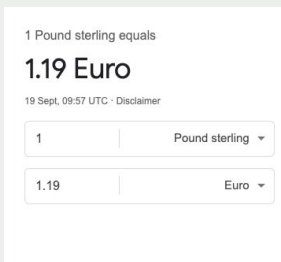 1 Pound sterling equals
1.19 Euro
19 Sept, 09:57 UTC · Disclaimer
1 Pound sterling
1.19 Euro